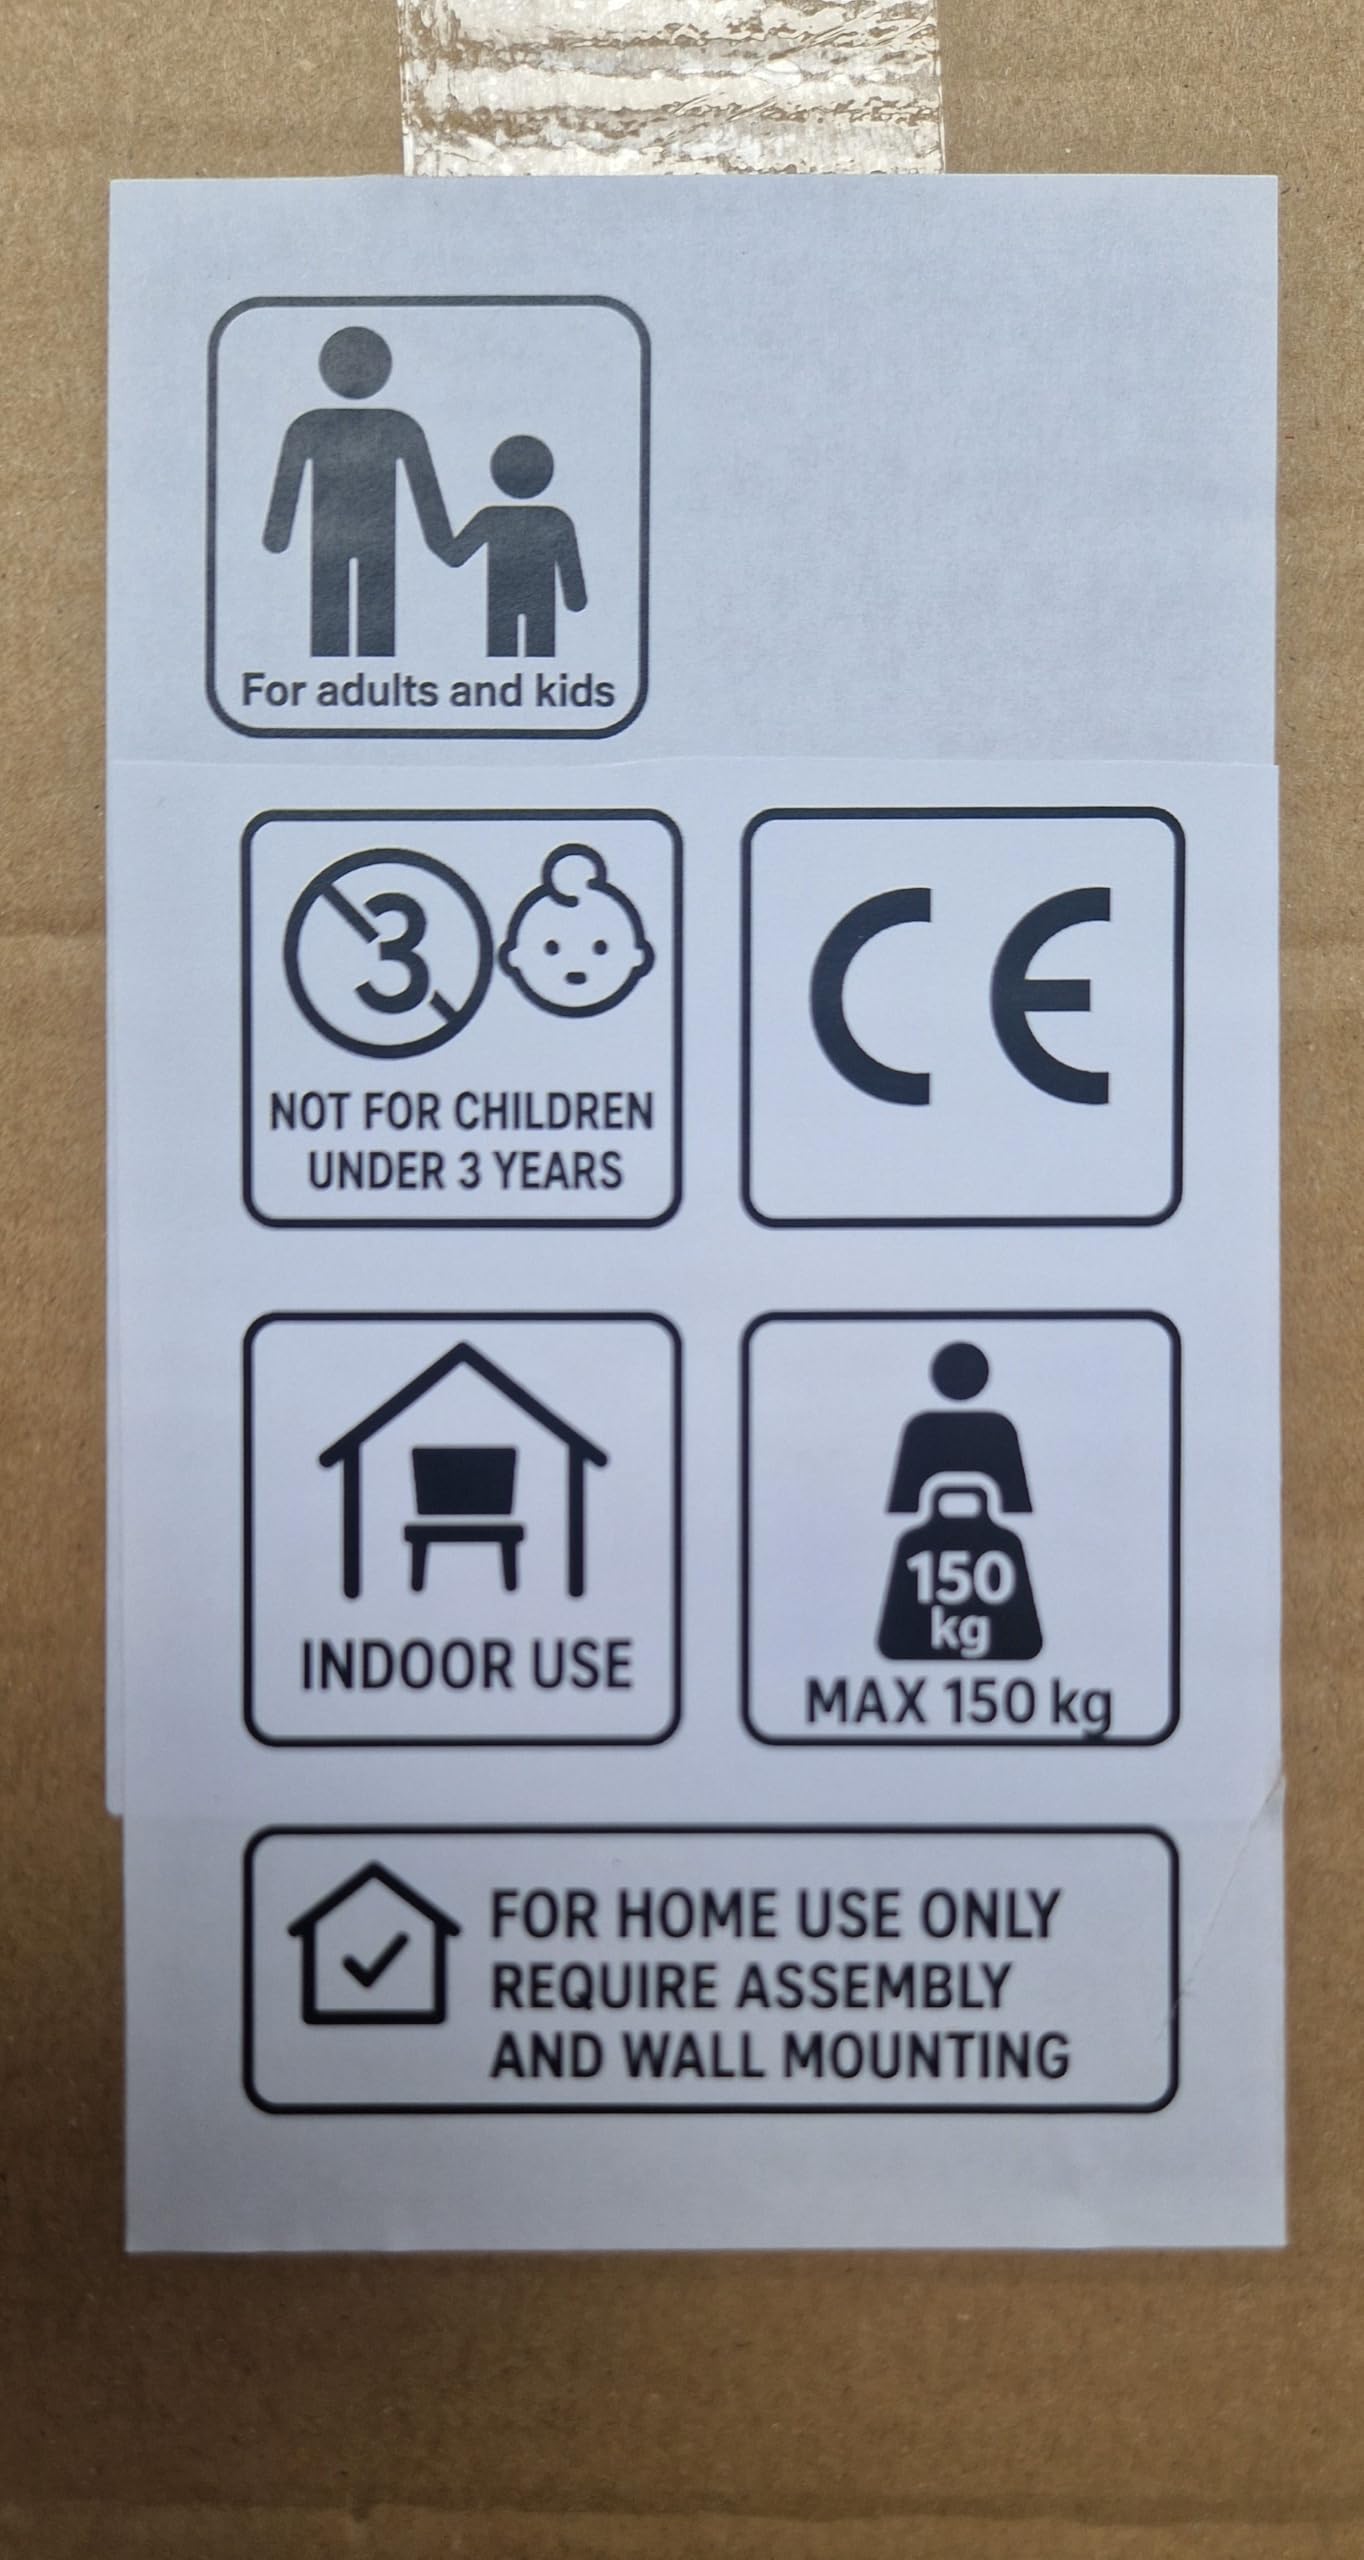 For adults and kids
3
NOT FOR CHILDREN
UNDER 3 YEARS
CE
INDOOR USE
150
kg
MAX 150 kg
FOR HOME USE ONLY
REQUIRE ASSEMBLY
AND WALL MOUNTING